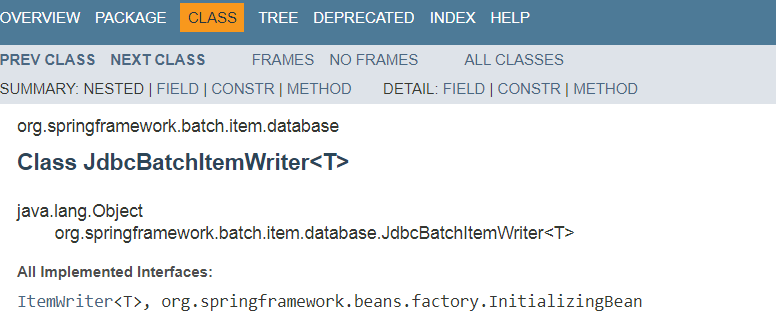 OVERVIEW PACKAGE CLASS TREE DEPRECATED INDEX HELP
PREV CLASS NEXT CLASS FRAMES NO FRAMES ALL CLASSES
SUMMARY: NESTED | FIELD | CONSTR | METHOD DETAIL: FIELD | CONSTR | METHOD
org.springframework.batch.item.database
Class JdbcBatchItemWriter<T>
java.lang.Object
org.springframework.batch.item.database.JdbcBatchItemWriter<T>
All Implemented Interfaces:
ItemWriter<T>, org.springframework.beans.factory.InitializingBean